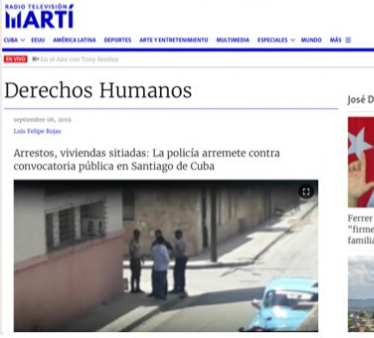 RADIO TELEVISIÓN
MARTÍ
CUBA EEUU AMÉRICA LATINA DEPORTES ARTE Y ENTRETENIMIENTO MULTIMEDIA ESPECIALES MUNDO MÁS
EN VIVO En el Aire con Tony Benitez
Derechos Humanos
septiembre 06, 2019
Luis Felipe Rojas
Arrestos, viviendas sitiadas: La policía arremete contra
convocatoria pública en Santiago de Cuba
José D
Ferrer
"firme
familia